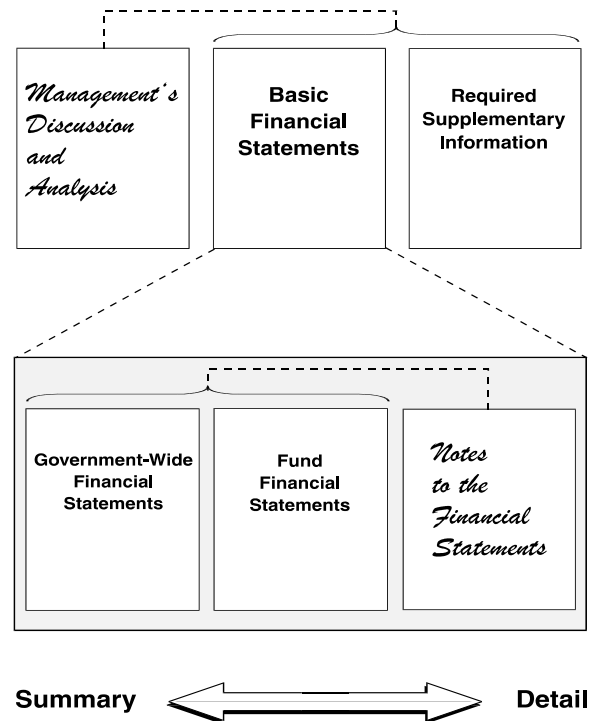 Management's
Discussion
and
Analysis
Basic
Financial
Statements
Required
Supplementary
Information
Government-Wide
Financial
Statements
Fund
Financial
Statements
Notes
to the
Financial
Statements
Summary
Detail